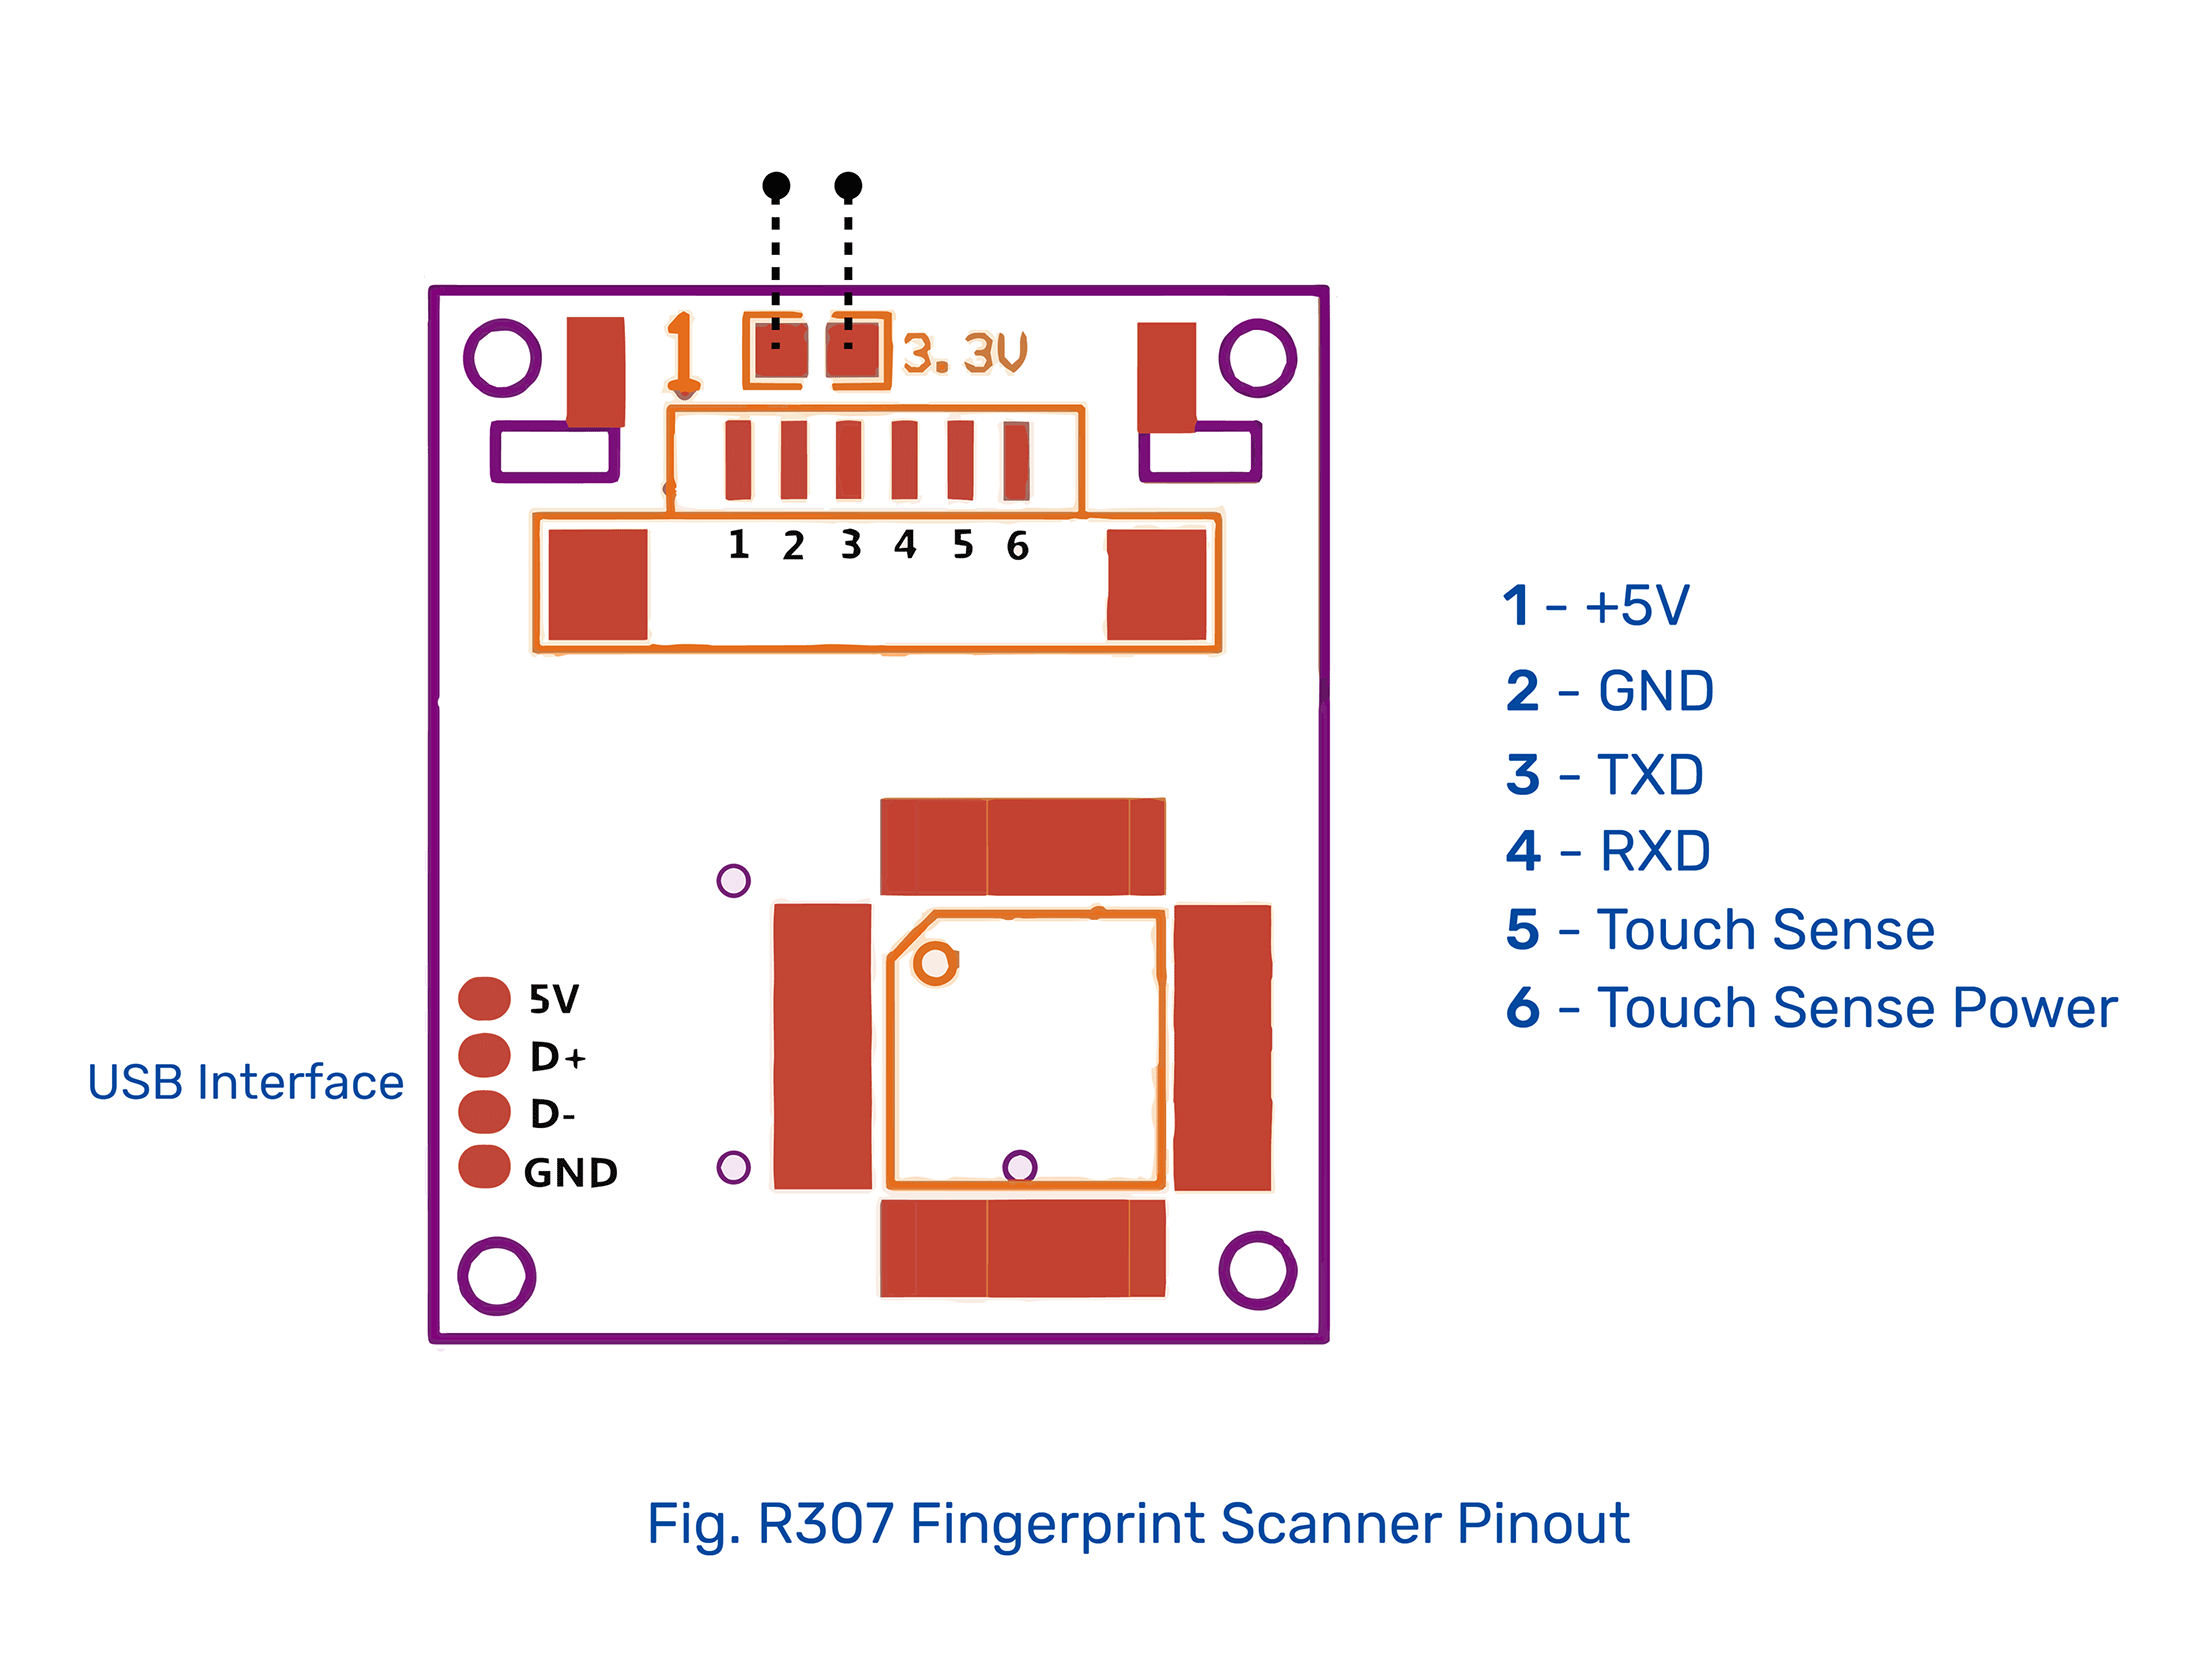 1 3.3V
1 2 3 4 5 6
1 - +5V
2 - GND
3 - TXD
4 - RXD
5 - Touch Sense
6 - Touch Sense Power
USB Interface
5V
D+
D-
GND
Fig. R307 Fingerprint Scanner Pinout